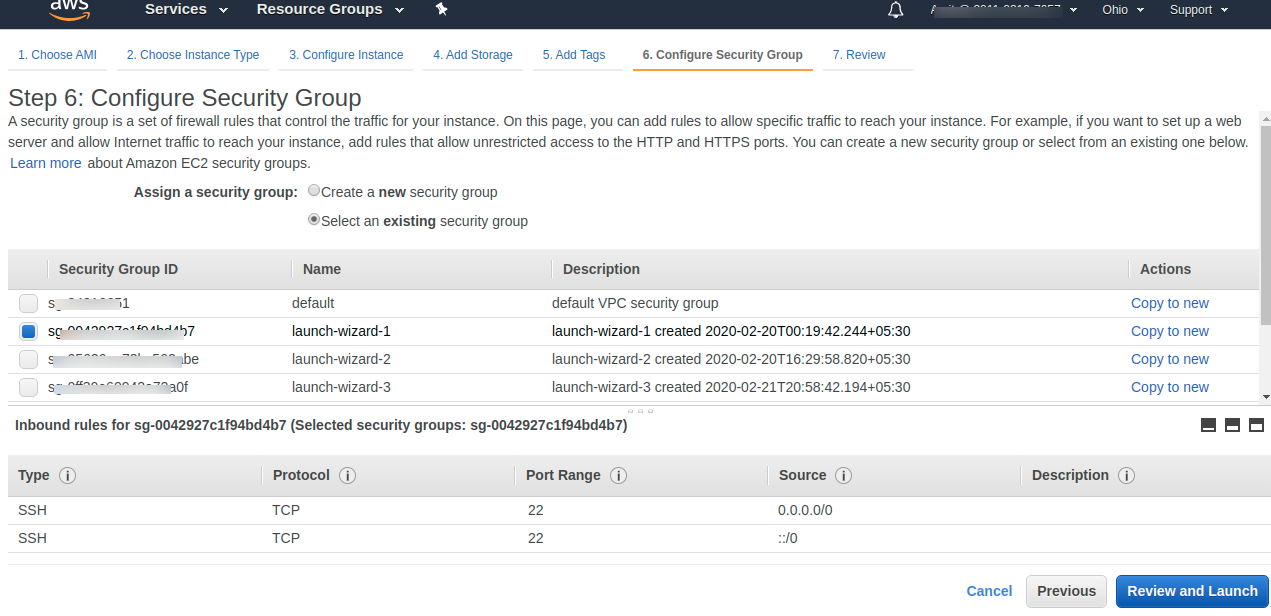 aws
Services Resource Groups Ohio Support
1. Choose AMI 2. Choose Instance Type 3. Configure Instance 4. Add Storage 5. Add Tags 6. Configure Security Group 7. Review
Step 6: Configure Security Group
A security group is a set of firewall rules that control the traffic for your instance. On this page, you can add rules to allow specific traffic to reach your instance. For example, if you want to set up a web
server and allow Internet traffic to reach your instance, add rules that allow unrestricted access to the HTTP and HTTPS ports. You can create a new security group or select from an existing one below.
Learn more about Amazon EC2 security groups.
Assign a security group: Create a new security group
Select an existing security group
Security Group ID Name Description Actions
default default VPC security group Copy to new
launch-wizard-1 launch-wizard-1 created 2020-02-20T00:19:42.244+05:30 Copy to new
launch-wizard-2 launch-wizard-2 created 2020-02-20T16:29:58.820+05:30 Copy to new
launch-wizard-3 launch-wizard-3 created 2020-02-21T20:58:42.194+05:30 Copy to new
Inbound rules for sg-0042927c1f94bd4b7 (Selected security groups: sg-0042927c1f94bd4b7)
Type i Protocol i Port Range i Source i Description i
SSH TCP 22 0.0.0.0/0
SSH TCP 22 ::/0
Cancel Previous Review and Launch